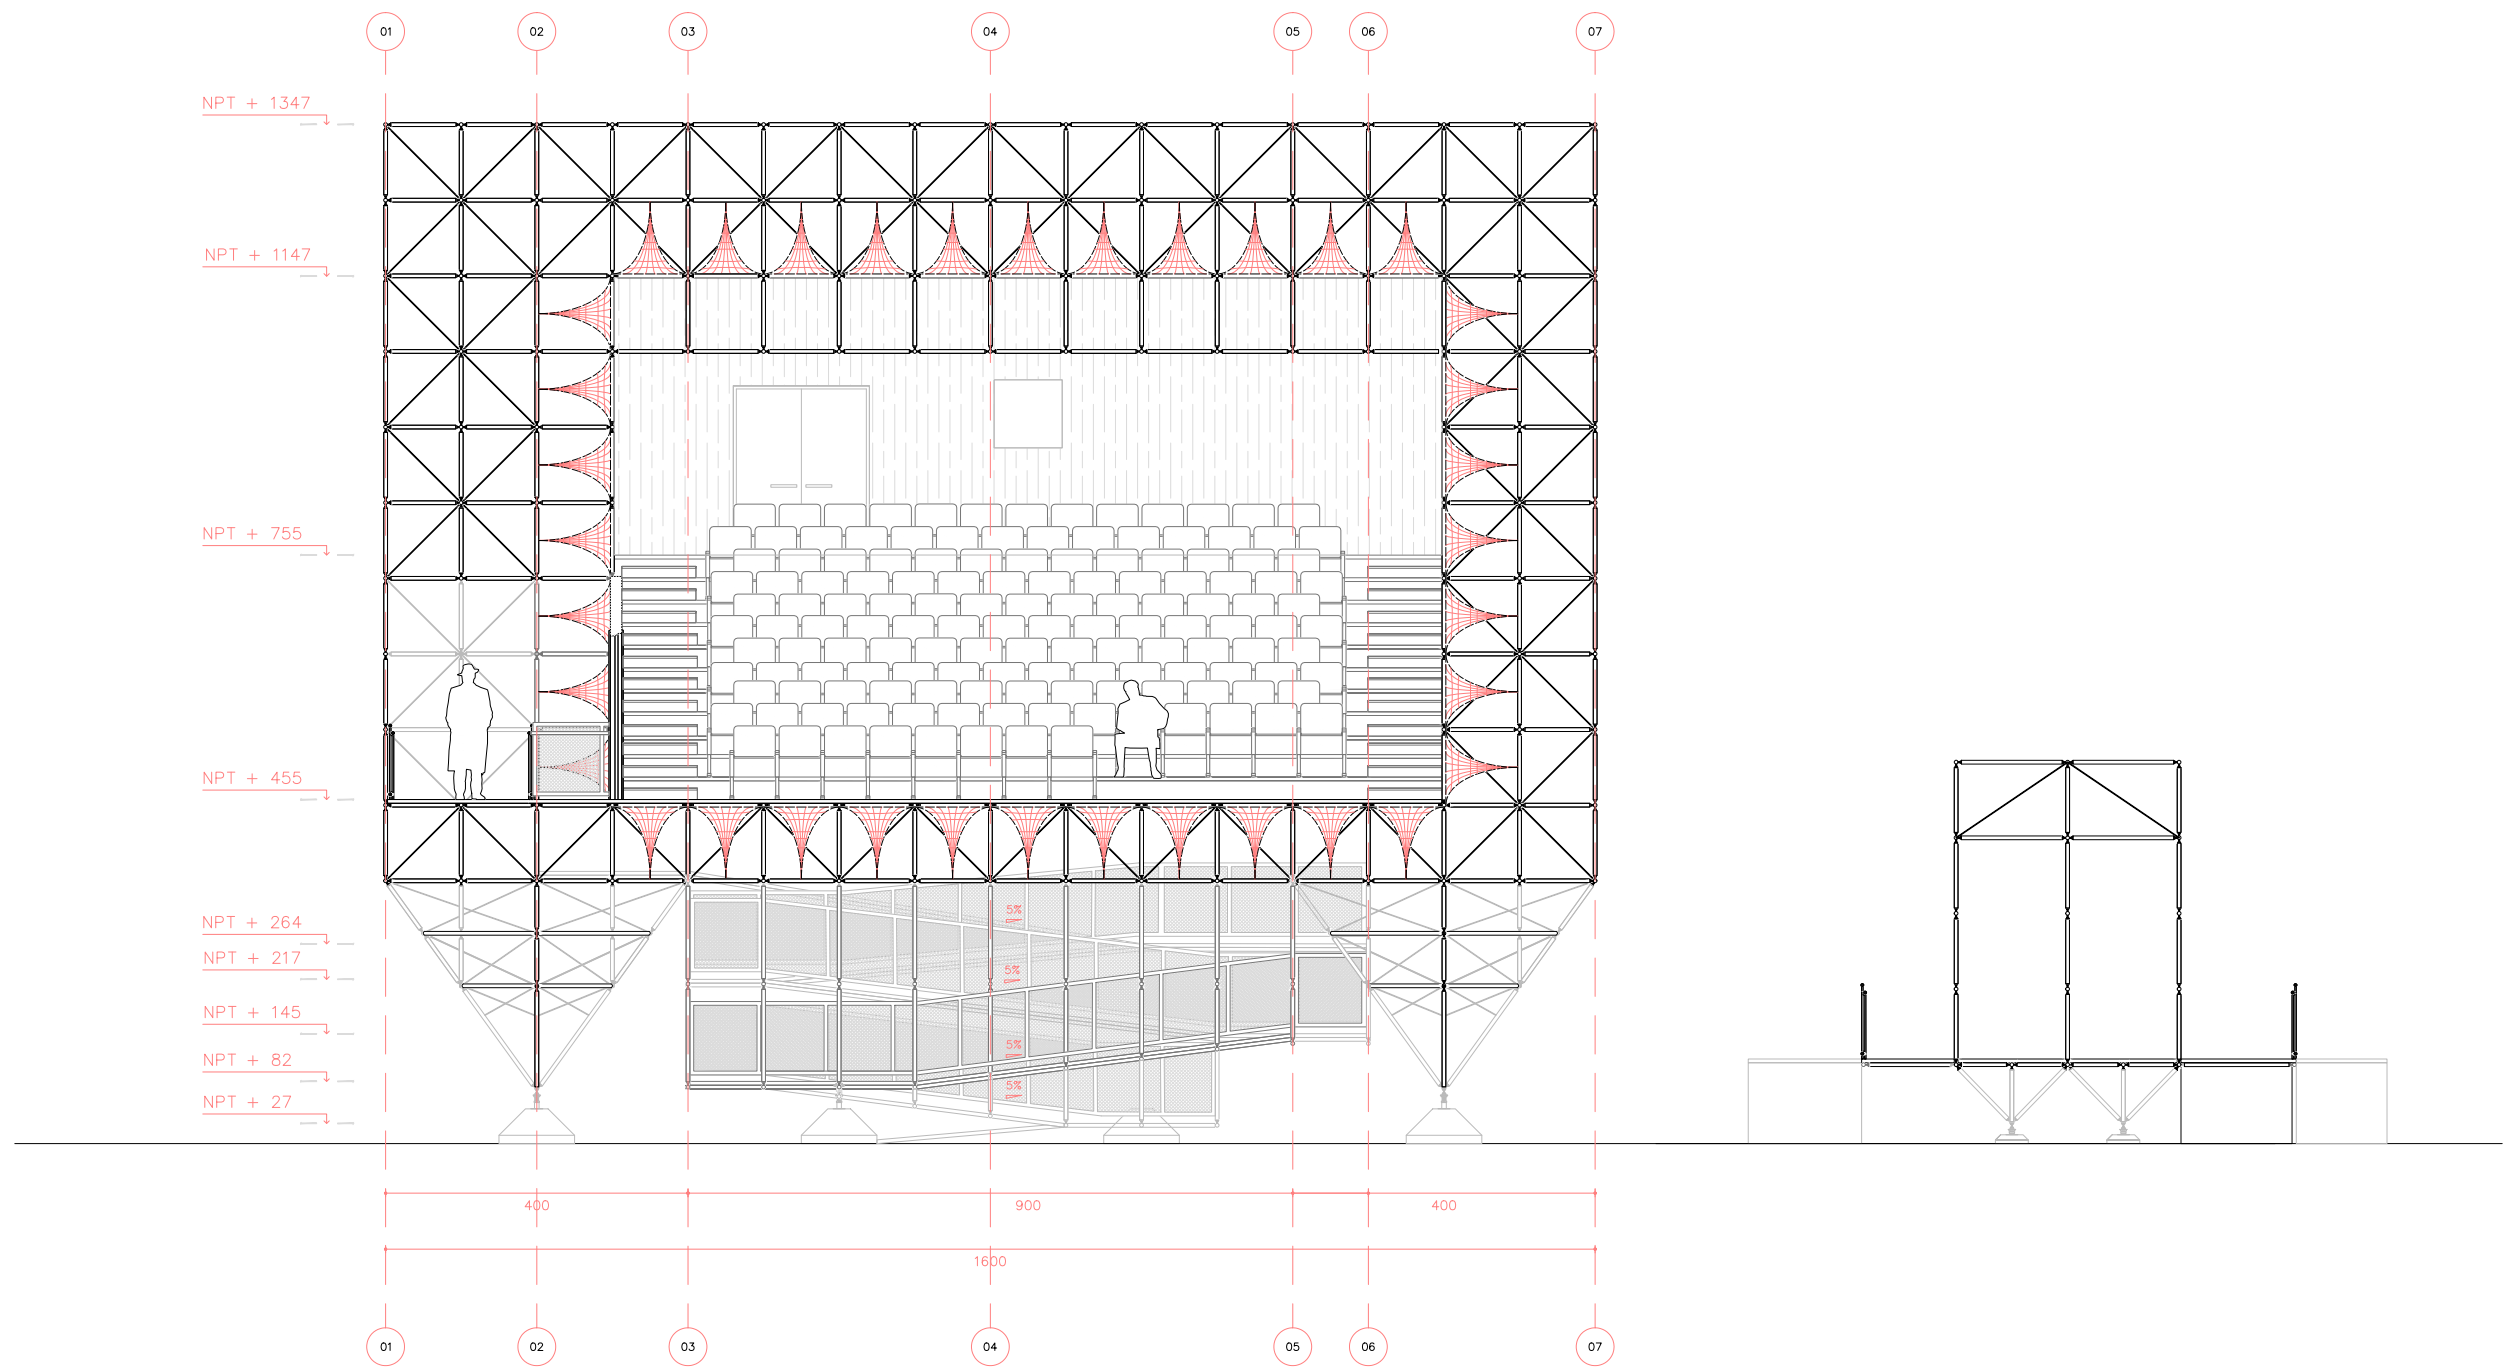 01 02 03 04 05 06 07
NPT + 1347
NPT + 1147
NPT + 755
NPT + 455
NPT + 264
5%
NPT + 217
5%
NPT + 145
5%
NPT + 82
5%
NPT + 27
400 900 400
1600
01 02 03 04 05 06 07